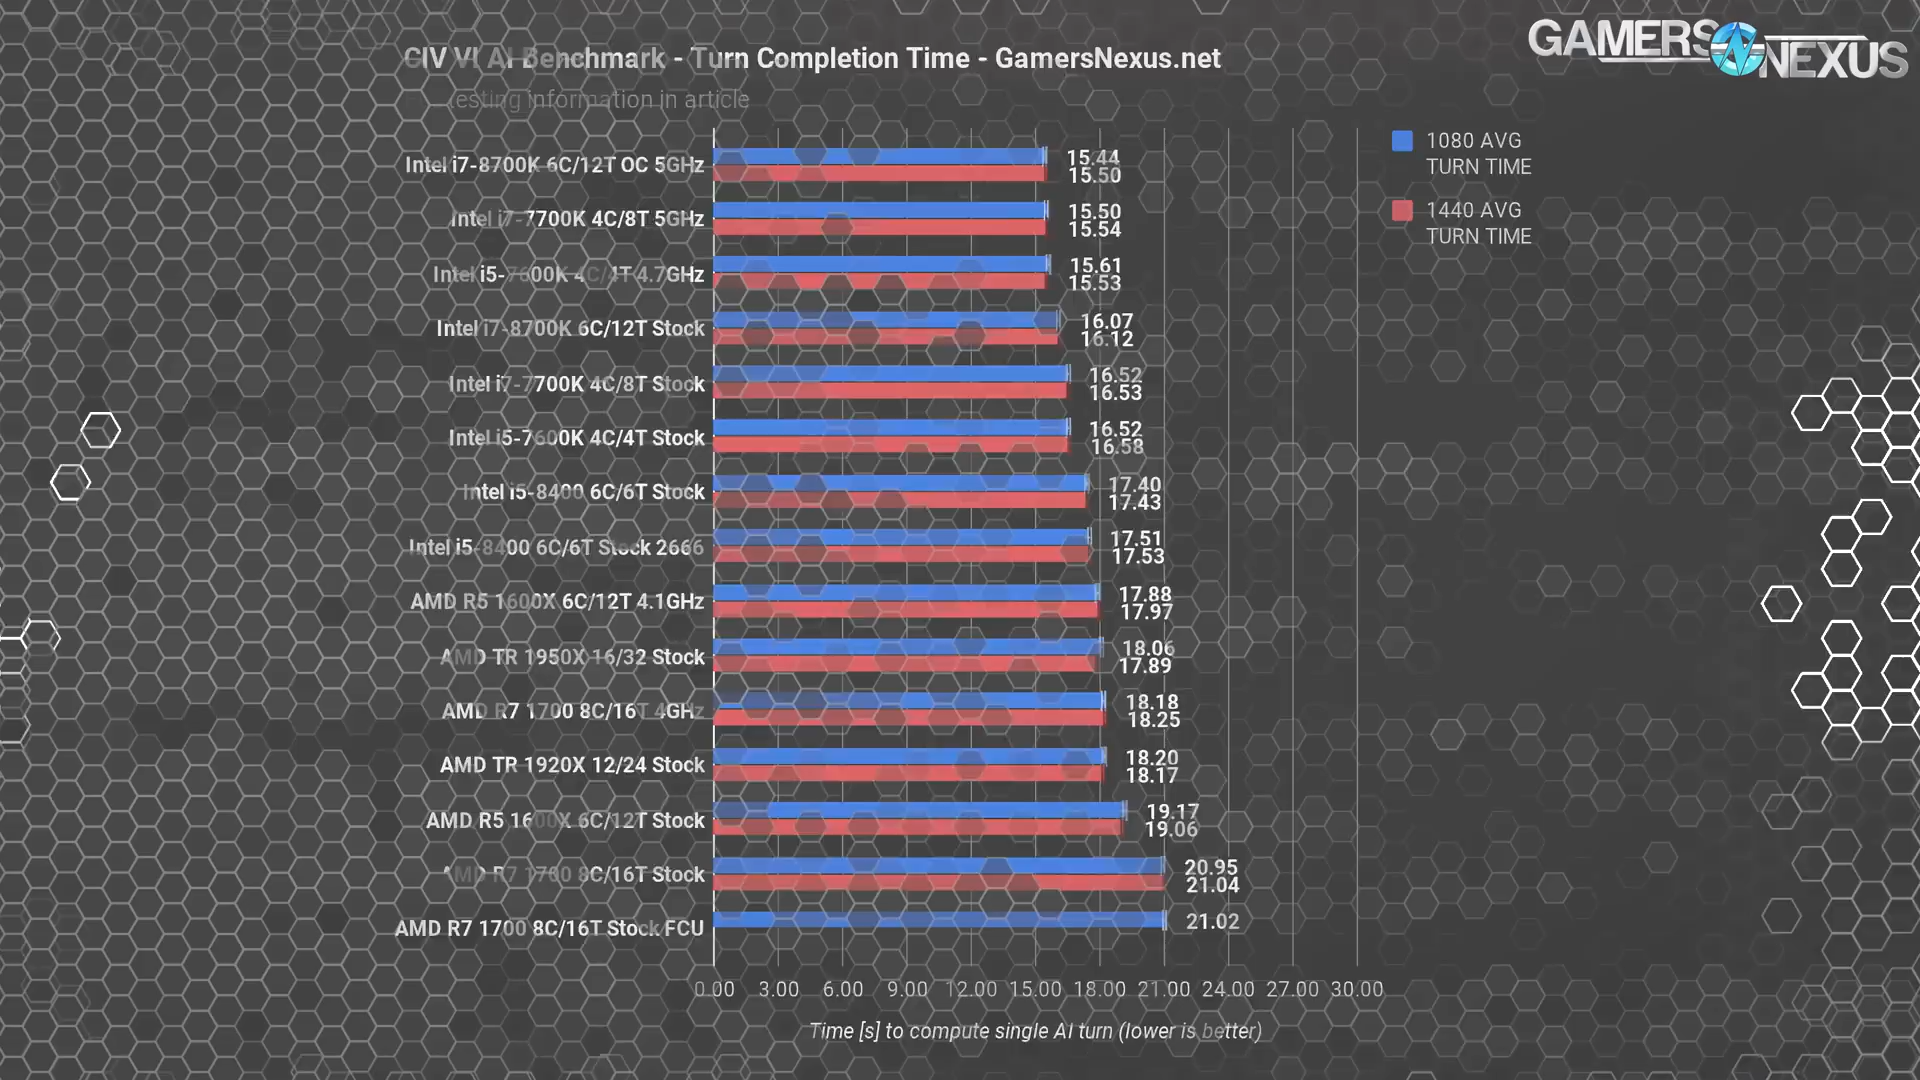 GAMERS NEXUS
CIV VI AI Benchmark - Turn Completion Time - GamersNexus.net
testing information in article
1080 AVG
TURN TIME
1440 AVG
TURN TIME
Intel i7-8700K 6C/12T OC 5GHz
15.44
15.50
Intel i7-7700K 4C/8T 5GHz
15.50
15.54
Intel i5-7600K 4C/4T 4.7GHz
15.61
15.53
Intel i7-8700K 6C/12T Stock
16.07
16.12
Intel i7-7700K 4C/8T Stock
16.52
16.53
Intel i5-7600K 4C/4T Stock
16.52
16.58
Intel i5-8400 6C/6T Stock
17.40
17.43
Intel i5-8400 6C/6T Stock 2666
17.51
17.53
AMD R5 1600X 6C/12T 4.1GHz
17.88
17.97
AMD TR 1950X 16/32 Stock
18.06
17.89
AMD R7 1700 8C/16T 4GHz
18.18
18.25
AMD TR 1920X 12/24 Stock
18.20
18.17
AMD R5 1600X 6C/12T Stock
19.17
19.06
AMD R7 1700 8C/16T Stock
20.95
21.04
AMD R7 1700 8C/16T Stock FCU
21.02
0.00 3.00 6.00 9.00 12.00 15.00 18.00 21.00 24.00 27.00 30.00
Time [s] to compute single AI turn (lower is better)